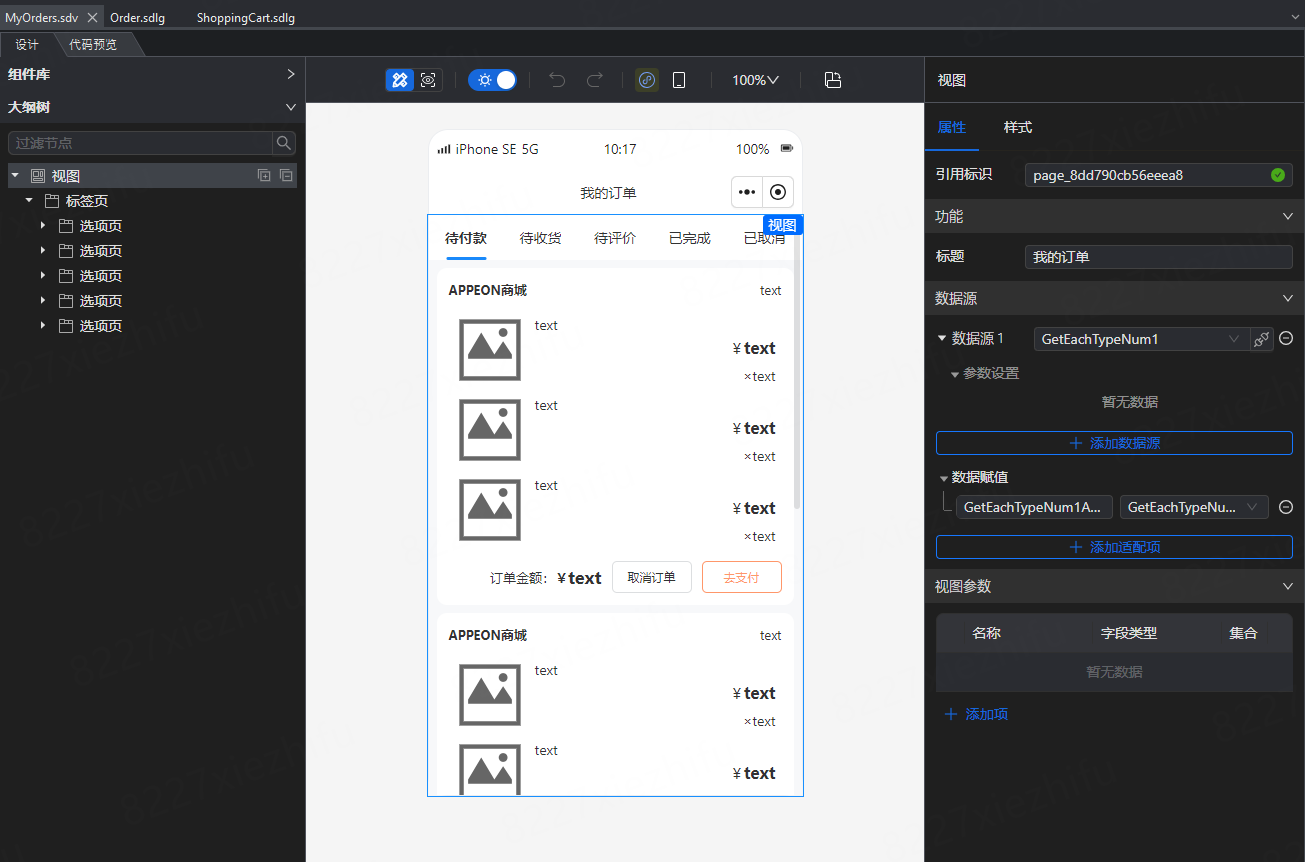 MyOrders.sdv
Order.sdlg
ShoppingCart.sdlg
设计
代码预览
组件库
大纲树
过滤节点
视图
标签页
选项页
选项页
选项页
选项页
选项页
100%
iPhone SE 5G
10:17
100%
我的订单
视图
待付款
待收货
待评价
已完成
已取消
APPEON商城
text
text
¥text
×text
text
¥text
×text
text
¥text
×text
订单金额：
¥text
取消订单
去支付
APPEON商城
text
text
¥text
×text
text
¥text
视图
属性
样式
引用标识
page_8dd790cb56eeea8
功能
标题
我的订单
数据源
数据源 1
GetEachTypeNum1
参数设置
暂无数据
添加数据源
数据赋值
GetEachTypeNum1A...
GetEachTypeNu...
添加适配项
视图参数
名称
字段类型
集合
暂无数据
添加项
8227xiezhifu